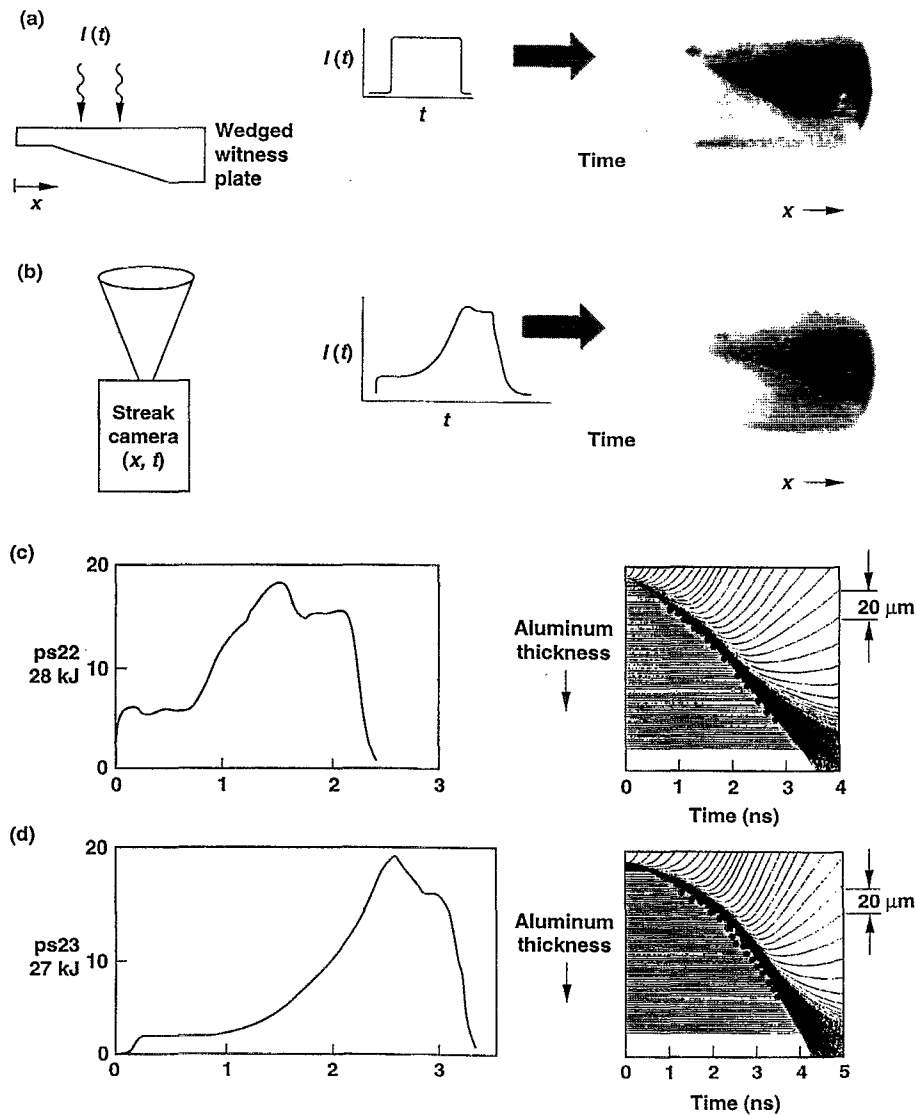 (a)
I (t)
Wedged
witness
plate
x
I (t)
t
Time
x
(b)
Streak
camera
(x, t)
I (t)
t
Time
x
(c)
ps22
28 kJ
20
10
0
0 1 2 3
Aluminum
thickness
20 μm
0 1 2 3 4
Time (ns)
(d)
ps23
27 kJ
20
10
0
0 1 2 3
Aluminum
thickness
20 μm
0 1 2 3 4 5
Time (ns)